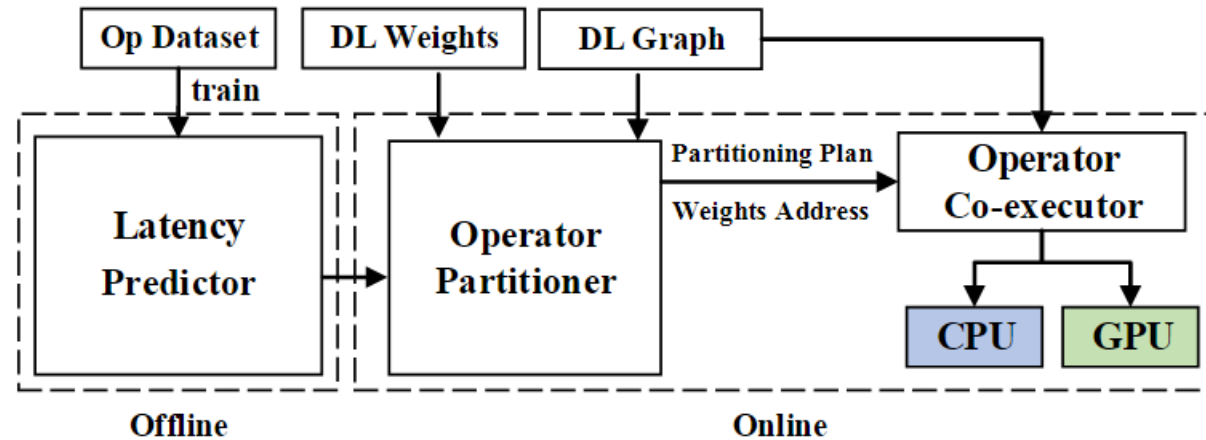 Op Dataset
DL Weights
DL Graph
train
Latency
Predictor
Operator
Partitioner
Partitioning Plan
Weights Address
Operator
Co-executor
CPU
GPU
Offline
Online